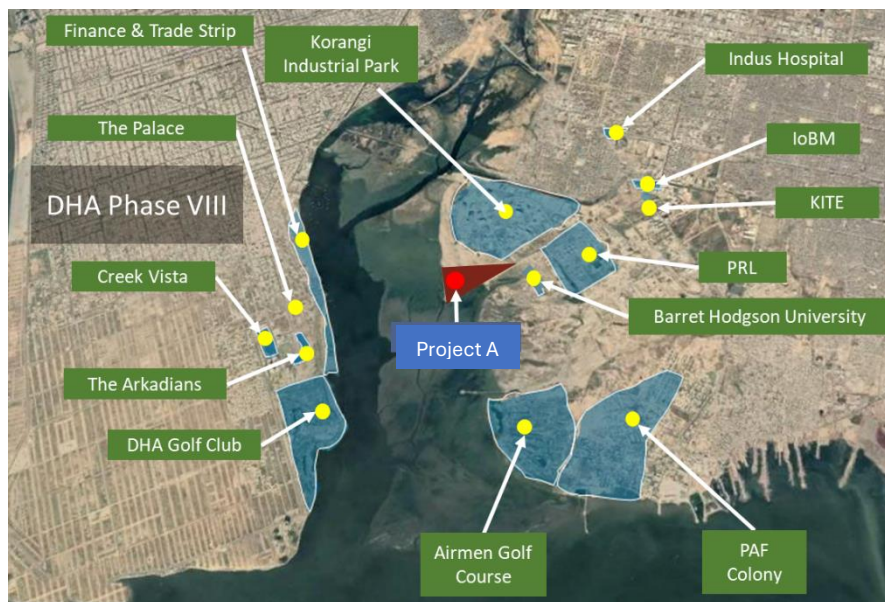 Finance & Trade Strip
Korangi
Industrial Park
Indus Hospital
The Palace
IoBM
DHA Phase VIII
KITE
Creek Vista
PRL
Barret Hodgson University
Project A
The Arkadians
DHA Golf Club
Airmen Golf
Course
PAF
Colony